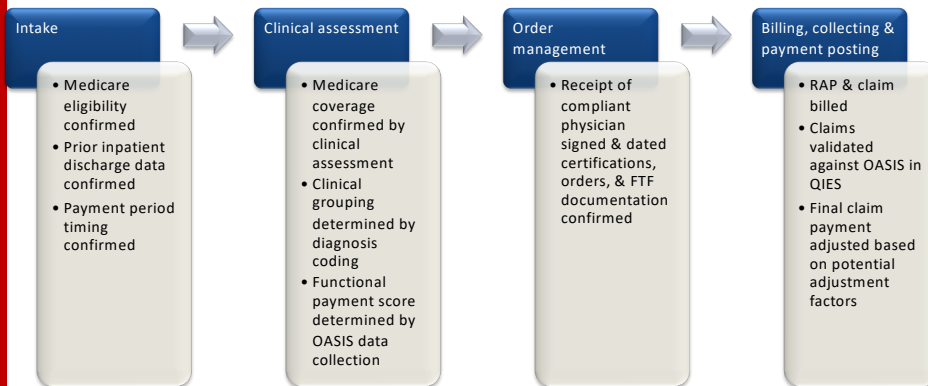 Intake
• Medicare
eligibility
confirmed
• Prior inpatient
discharge data
confirmed
• Payment period
timing
confirmed
Clinical assessment
• Medicare
coverage
confirmed by
clinical
assessment
• Clinical
grouping
determined by
diagnosis
coding
• Functional
payment score
determined by
OASIS data
collection
Order
management
• Receipt of
compliant
physician
signed & dated
certifications,
orders, & FTF
documentation
confirmed
Billing, collecting &
payment posting
• RAP & claim
billed
• Claims
validated
against OASIS in
QIES
• Final claim
payment
adjusted based
on potential
adjustment
factors